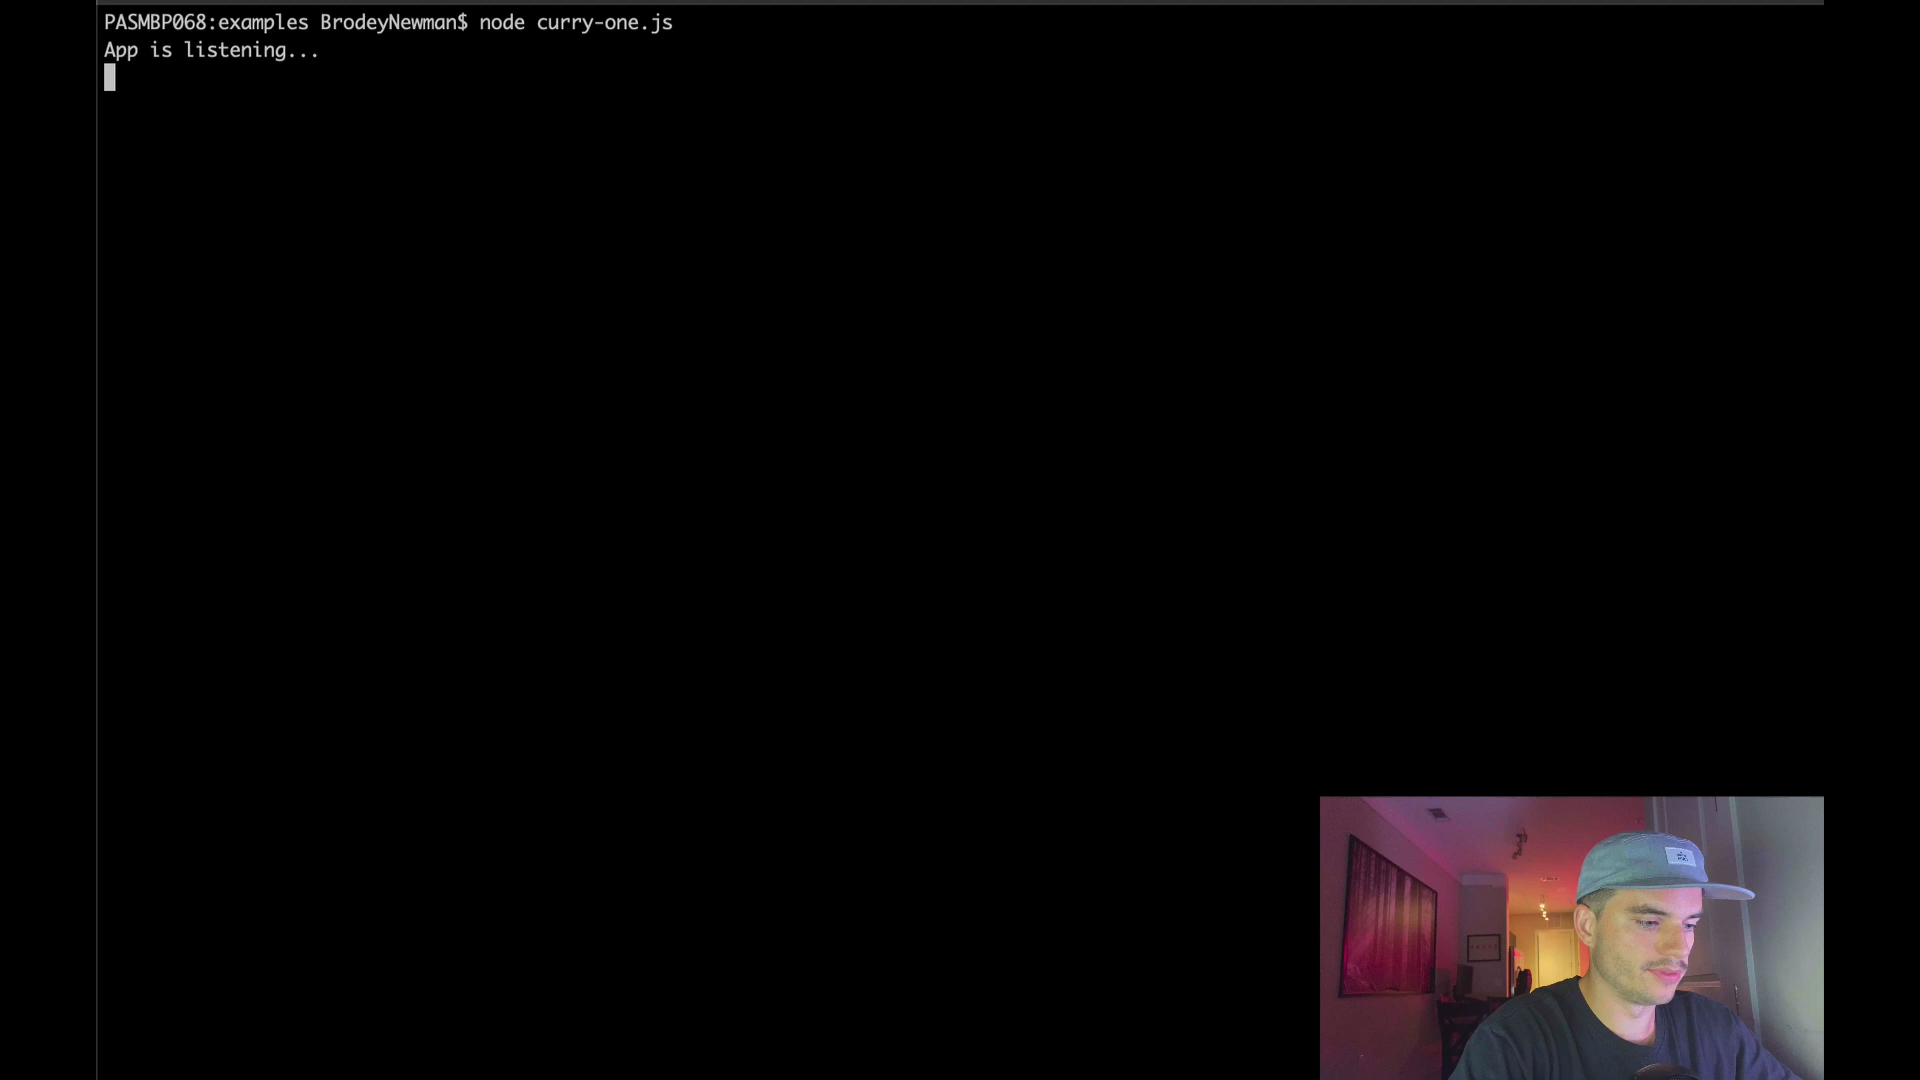 PASMBP068:examples BrodeyNewman$ node curry-one.js
App is listening...